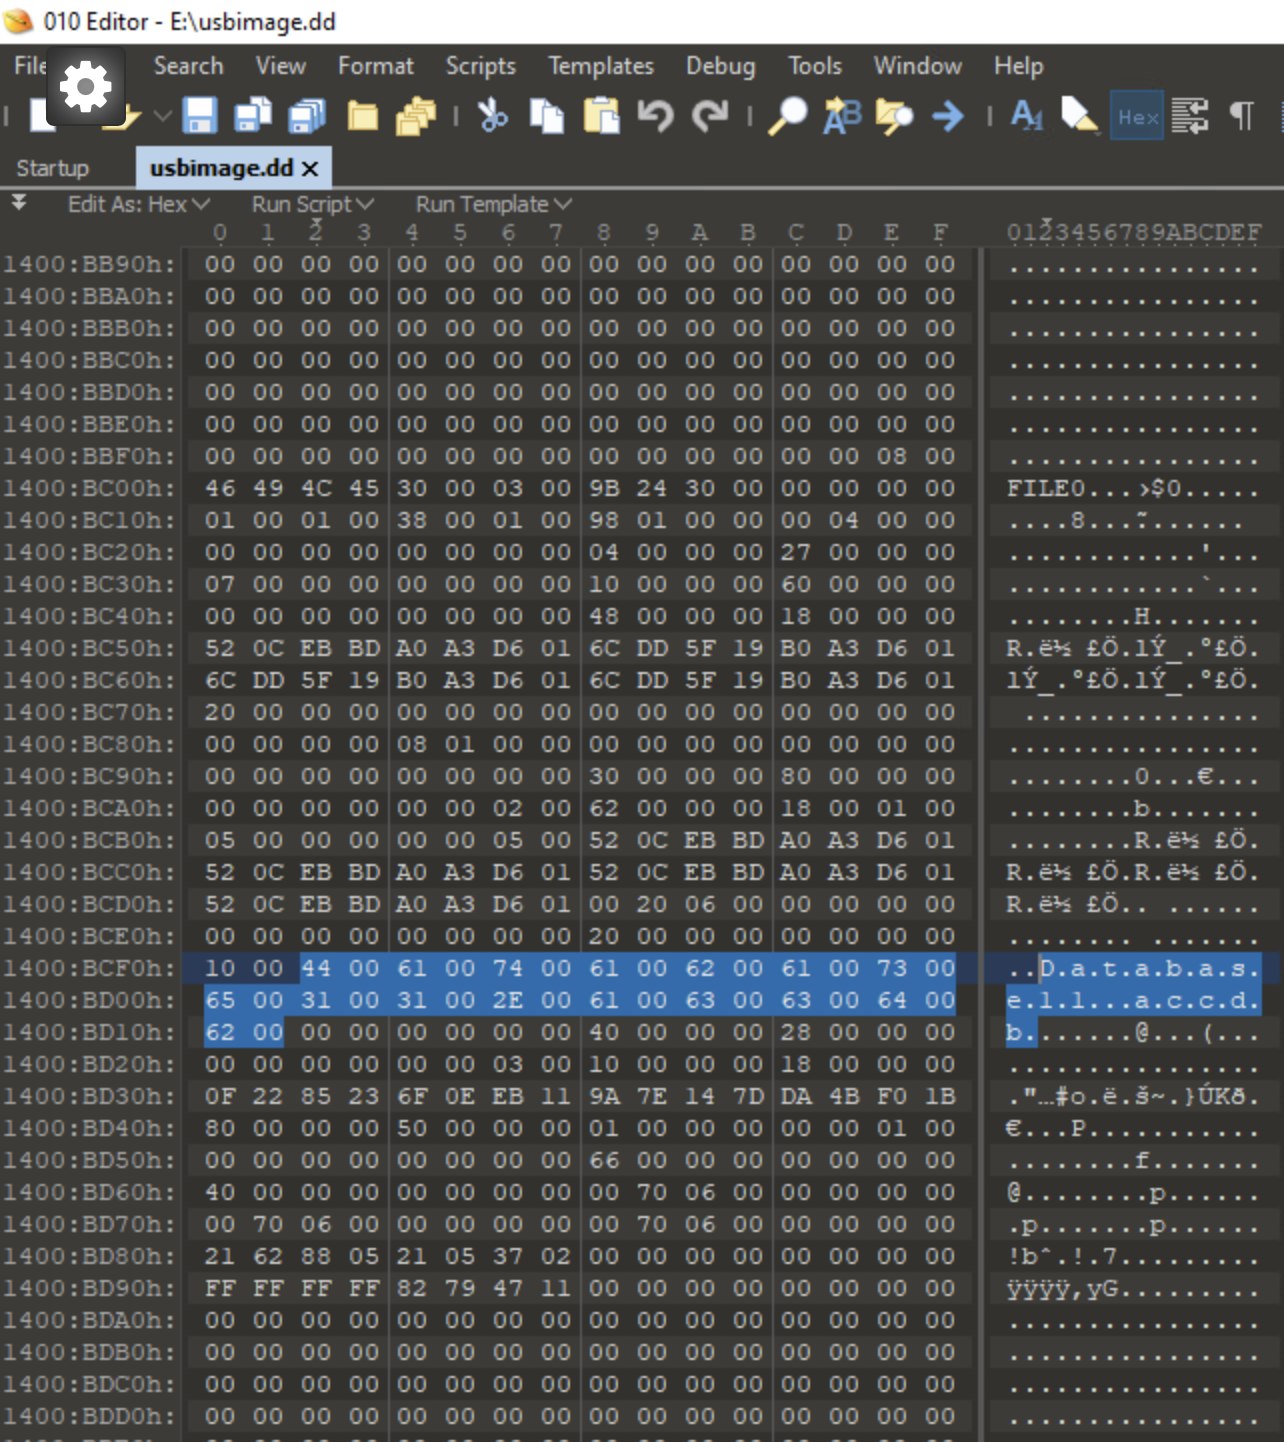 010 Editor - E:\usbimage.dd
File Search View Format Scripts Templates Debug Tools Window Help
Hex
Startup usbimage.dd
Edit As: Hex Run Script Run Template
0 1 2 3 4 5 6 7 8 9 A B C D E F 0123456789ABCDEF
1400:BB90h: 00 00 00 00 00 00 00 00 00 00 00 00 00 00 00 00 ................
1400:BBA0h: 00 00 00 00 00 00 00 00 00 00 00 00 00 00 00 00 ................
1400:BBB0h: 00 00 00 00 00 00 00 00 00 00 00 00 00 00 00 00 ................
1400:BBC0h: 00 00 00 00 00 00 00 00 00 00 00 00 00 00 00 00 ................
1400:BBD0h: 00 00 00 00 00 00 00 00 00 00 00 00 00 00 00 00 ................
1400:BBE0h: 00 00 00 00 00 00 00 00 00 00 00 00 00 00 00 00 ................
1400:BBF0h: 00 00 00 00 00 00 00 00 00 00 00 00 00 00 08 00 ................
1400:BC00h: 46 49 4C 45 30 00 03 00 9B 24 30 00 00 00 00 00 FILE0...›$0.....
1400:BC10h: 01 00 01 00 38 00 01 00 98 01 00 00 00 04 00 00 ....8...˜.......
1400:BC20h: 00 00 00 00 00 00 00 00 04 00 00 00 27 00 00 00 ............'...
1400:BC30h: 07 00 00 00 00 00 00 00 10 00 00 00 60 00 00 00 ............`...
1400:BC40h: 00 00 00 00 00 00 00 00 48 00 00 00 18 00 00 00 ........H.......
1400:BC50h: 52 0C EB BD A0 A3 D6 01 6C DD 5F 19 B0 A3 D6 01 R.ë½ £Ö.lÝ_.°£Ö.
1400:BC60h: 6C DD 5F 19 B0 A3 D6 01 6C DD 5F 19 B0 A3 D6 01 lÝ_.°£Ö.lÝ_.°£Ö.
1400:BC70h: 20 00 00 00 00 00 00 00 00 00 00 00 00 00 00 00  ...............
1400:BC80h: 00 00 00 00 08 01 00 00 00 00 00 00 00 00 00 00 ................
1400:BC90h: 00 00 00 00 00 00 00 00 30 00 00 00 80 00 00 00 ........0...€...
1400:BCA0h: 00 00 00 00 00 00 02 00 62 00 00 00 18 00 01 00 ........b.......
1400:BCB0h: 05 00 00 00 00 00 05 00 52 0C EB BD A0 A3 D6 01 ........R.ë½ £Ö.
1400:BCC0h: 52 0C EB BD A0 A3 D6 01 52 0C EB BD A0 A3 D6 01 R.ë½ £Ö.R.ë½ £Ö.
1400:BCD0h: 52 0C EB BD A0 A3 D6 01 00 20 06 00 00 00 00 00 R.ë½ £Ö.. ......
1400:BCE0h: 00 00 00 00 00 00 00 00 20 00 00 00 00 00 00 00 ........ .......
1400:BCF0h: 10 00 44 00 61 00 74 00 61 00 62 00 61 00 73 00 ..D.a.t.a.b.a.s.
1400:BD00h: 65 00 31 00 31 00 2E 00 61 00 63 00 63 00 64 00 e.1.1...a.c.c.d.
1400:BD10h: 62 00 00 00 00 00 00 00 40 00 00 00 28 00 00 00 b.......@...(...
1400:BD20h: 00 00 00 00 00 00 03 00 10 00 00 00 18 00 00 00 ................
1400:BD30h: 0F 22 85 23 6F 0E EB 11 9A 7E 14 7D DA 4B F0 1B ."…#o.ë.š~.}ÚKð.
1400:BD40h: 80 00 00 00 50 00 00 00 01 00 00 00 00 00 01 00 €...P...........
1400:BD50h: 00 00 00 00 00 00 00 00 66 00 00 00 00 00 00 00 ........f.......
1400:BD60h: 40 00 00 00 00 00 00 00 00 70 06 00 00 00 00 00 @........p......
1400:BD70h: 00 70 06 00 00 00 00 00 00 70 06 00 00 00 00 00 .p.......p......
1400:BD80h: 21 62 88 05 21 05 37 02 00 00 00 00 00 00 00 00 !bˆ.!.7.........
1400:BD90h: FF FF FF FF 82 79 47 11 00 00 00 00 00 00 00 00 ÿÿÿÿ‚yG.........
1400:BDA0h: 00 00 00 00 00 00 00 00 00 00 00 00 00 00 00 00 ................
1400:BDB0h: 00 00 00 00 00 00 00 00 00 00 00 00 00 00 00 00 ................
1400:BDC0h: 00 00 00 00 00 00 00 00 00 00 00 00 00 00 00 00 ................
1400:BDD0h: 00 00 00 00 00 00 00 00 00 00 00 00 00 00 00 00 ................